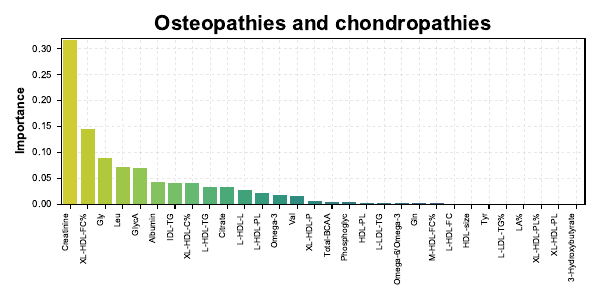 Osteopathies and chondropathies
Importance
0.30
0.25
0.20
0.15
0.10
0.05
0.00
Creatinine
XL-HDL-FC%
Gly
Leu
GlycA
Albumin
IDL-TG
XL-HDL-C%
L-HDL-TG
Citrate
L-HDL-L
L-HDL-PL
Omega-3
Val
XL-HDL-P
Total-BCAA
Phosphoglyc
HDL-PL
L-LDL-TG
Omega-6/Omega-3
Gln
M-HDL-FC%
L-HDL-FC
HDL-size
Tyr
L-LDL-TG%
LA%
XL-HDL-PL%
XL-HDL-PL
3-Hydroxybutyrate